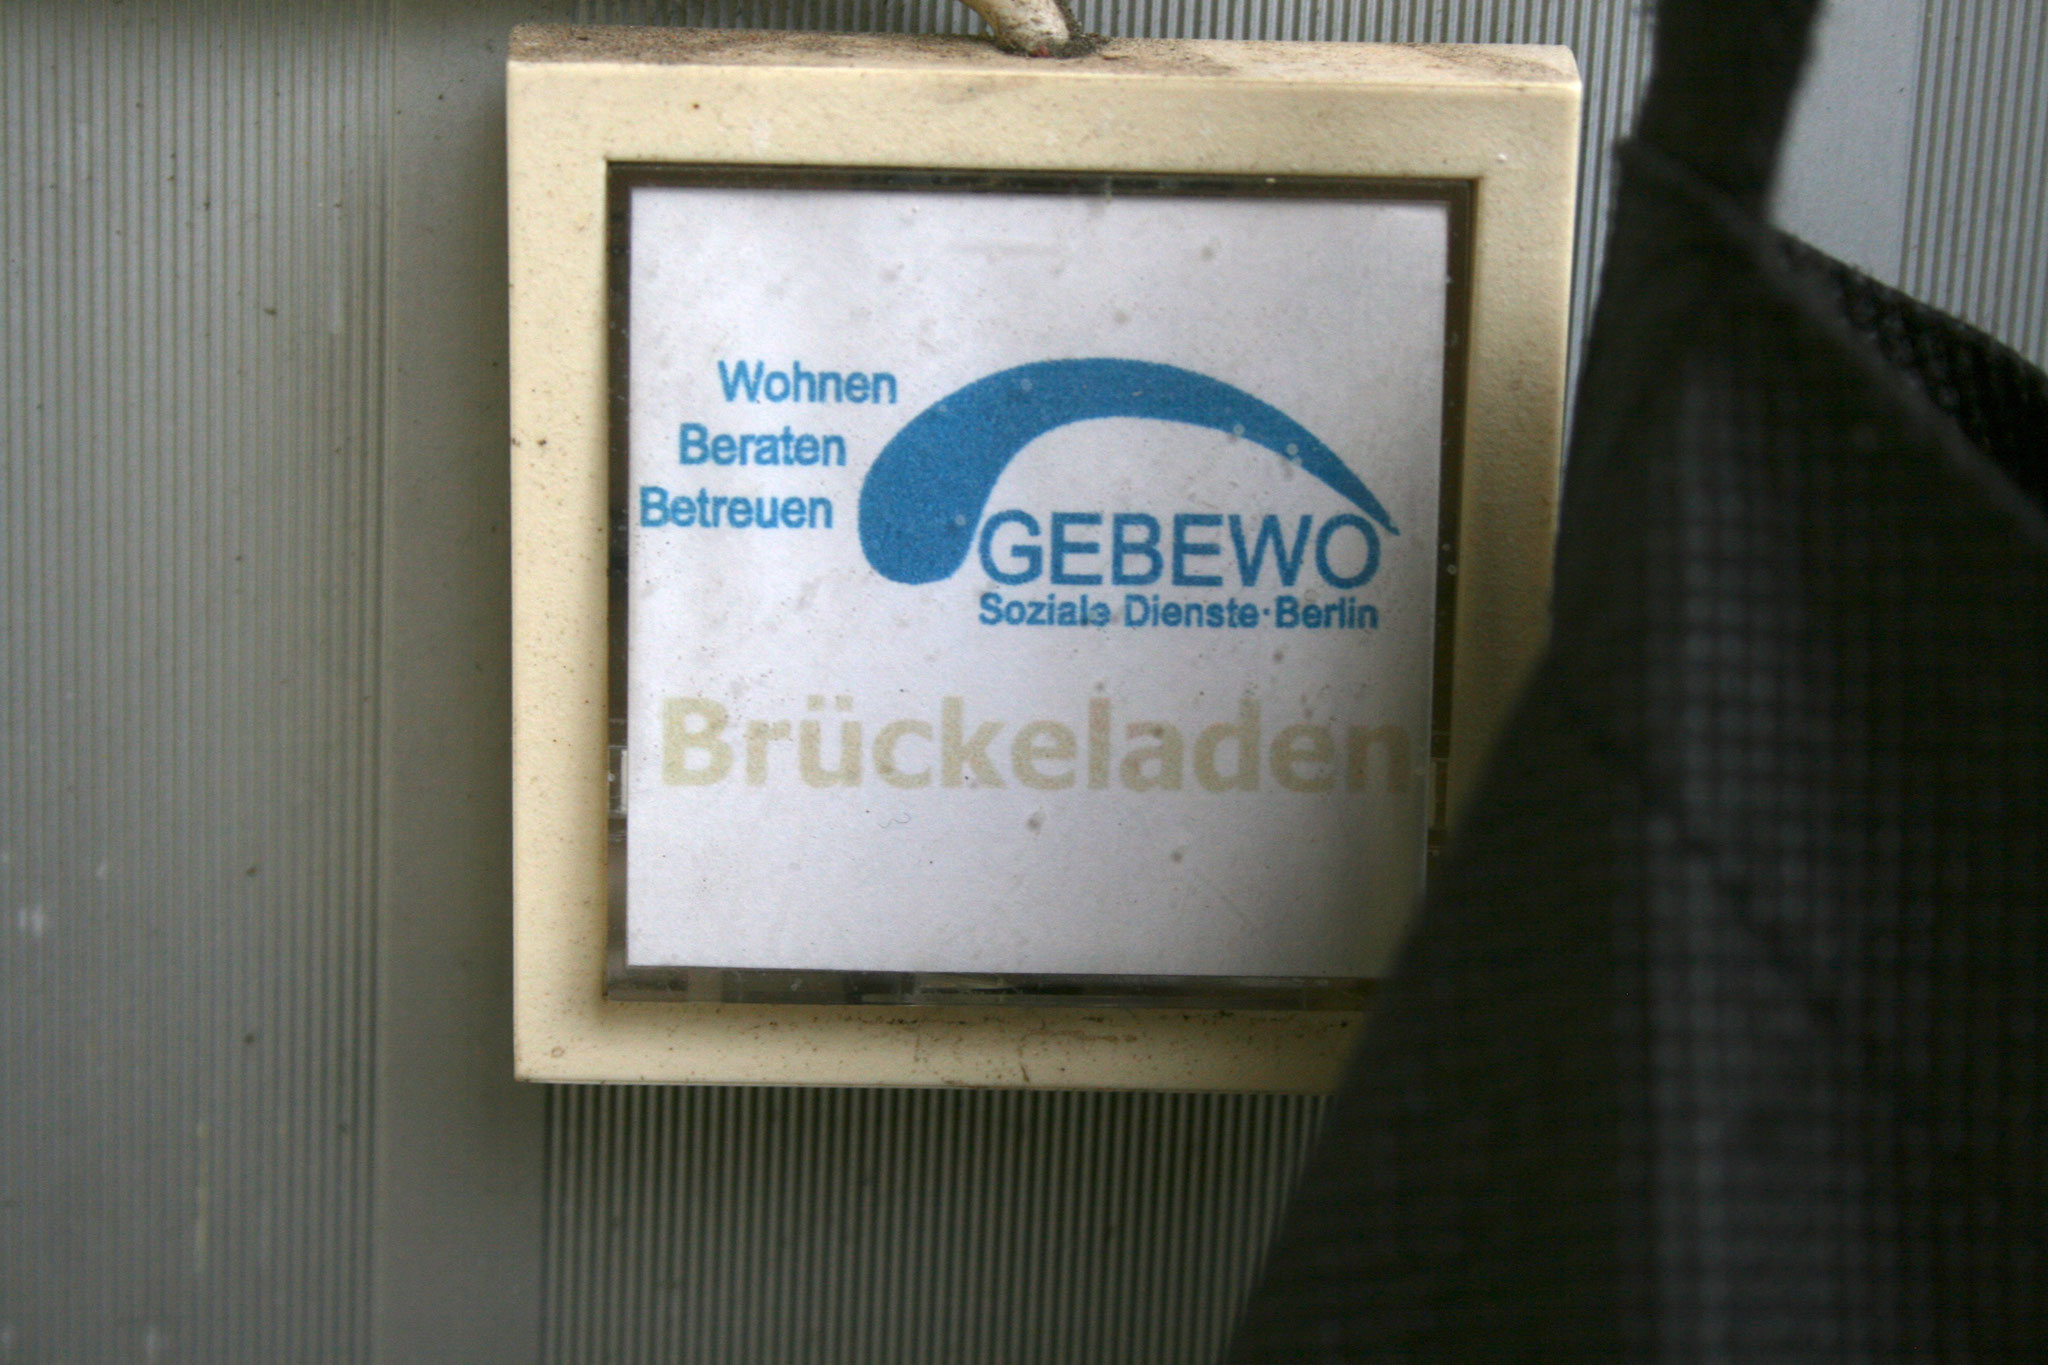 Wohnen
Beraten
Betreuen
GEBEWO
Soziale Dienste·Berlin
Brückeladen